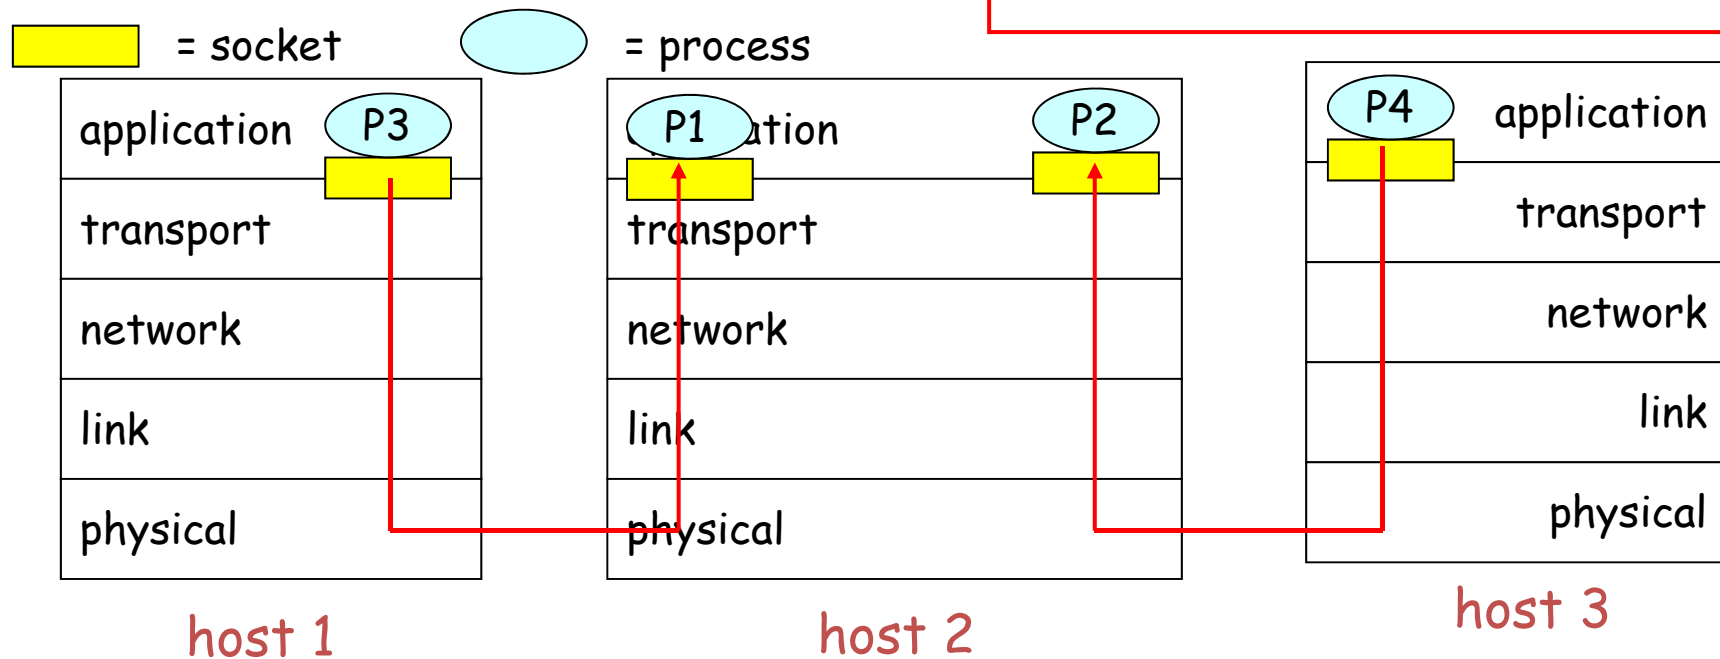 = socket
= process
application
P3
transport
network
link
physical
host 1
P1
ation
P2
transport
network
link
physical
host 2
P4
application
transport
network
link
physical
host 3